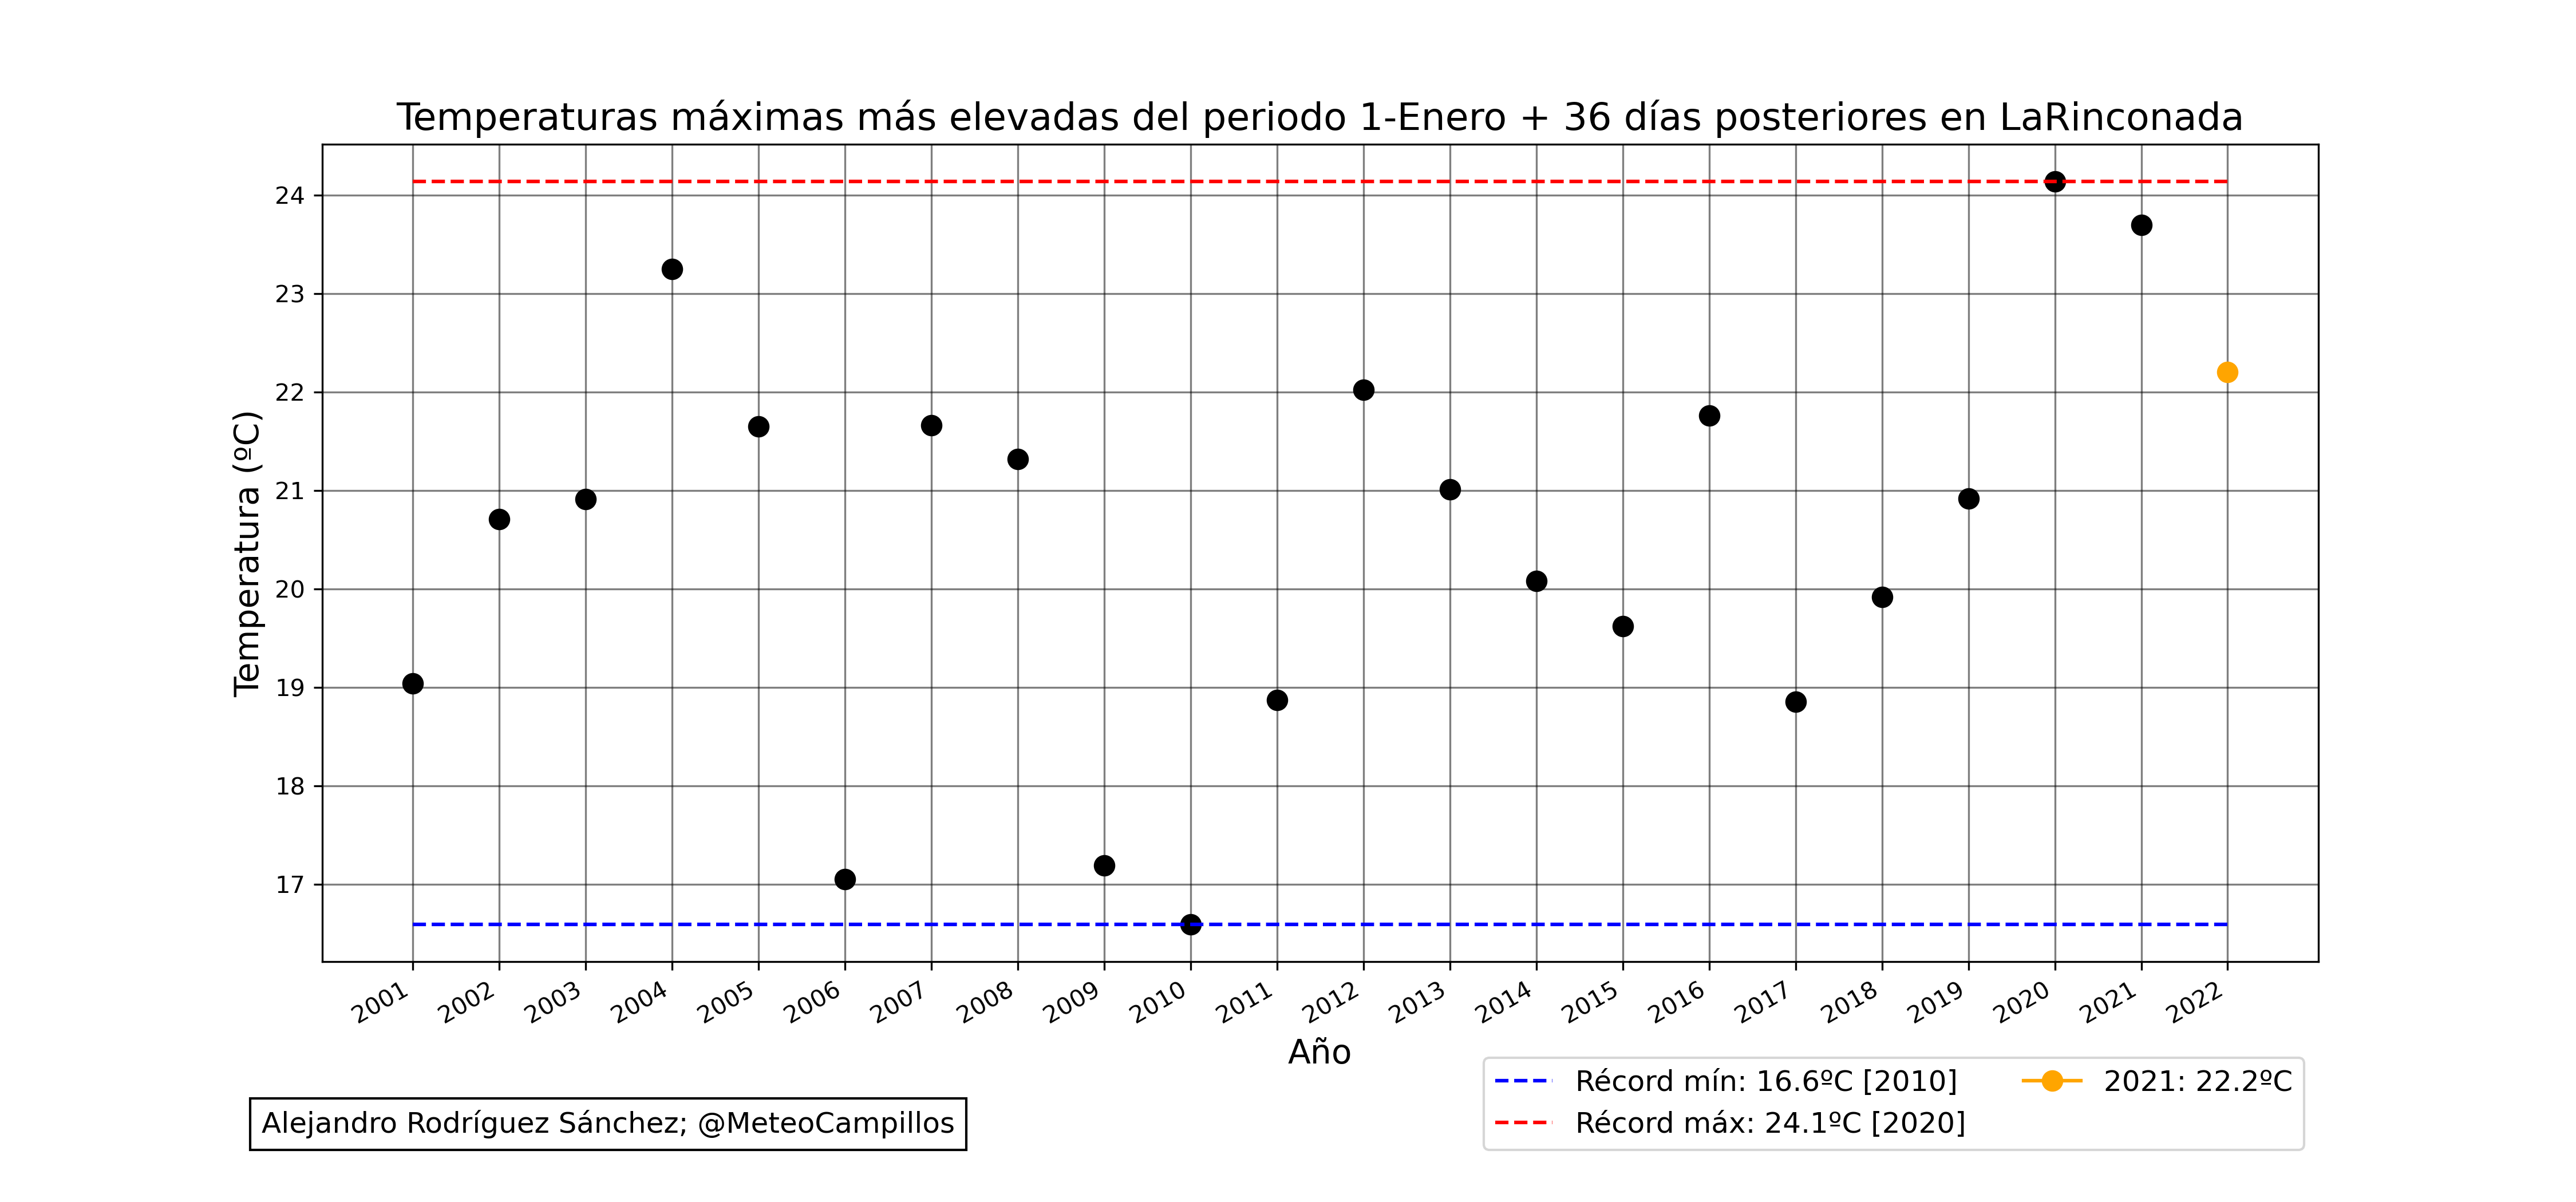 Temperaturas máximas más elevadas del periodo 1-Enero + 36 días posteriores en LaRinconada
Temperatura (ºC)
24
23
22
21
20
19
18
17
2001 2002 2003 2004 2005 2006 2007 2008 2009 2010 2011 2012 2013 2014 2015 2016 2017 2018 2019 2020 2021 2022
Año
Récord mín: 16.6ºC [2010]
Récord máx: 24.1ºC [2020]
2021: 22.2ºC
Alejandro Rodríguez Sánchez; @MeteoCampillos